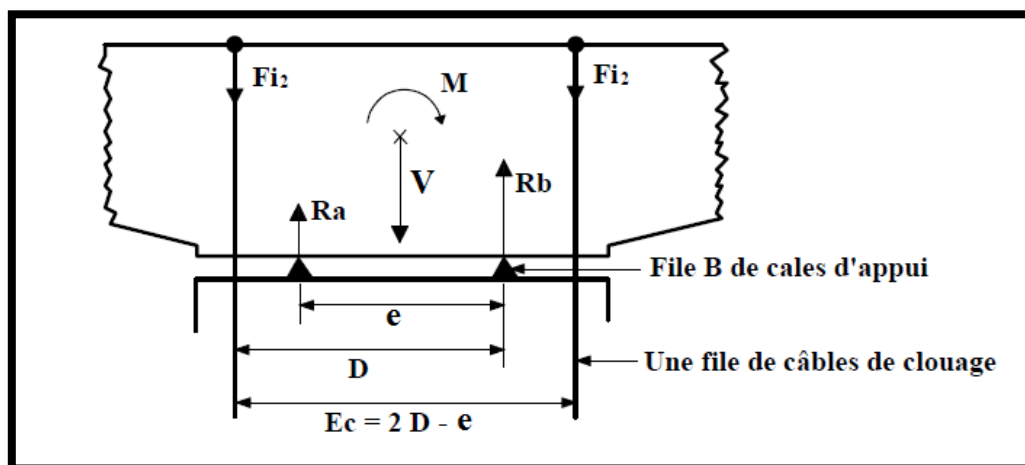 Fi₂
M
Fi₂
V
Ra
Rb
File B de cales d'appui
e
D
Une file de câbles de clouage
Ec = 2 D - e